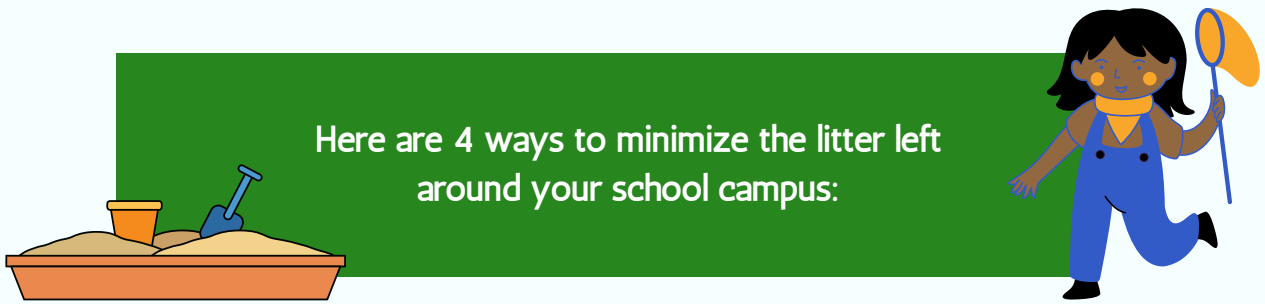 Here are 4 ways to minimize the litter left
around your school campus: